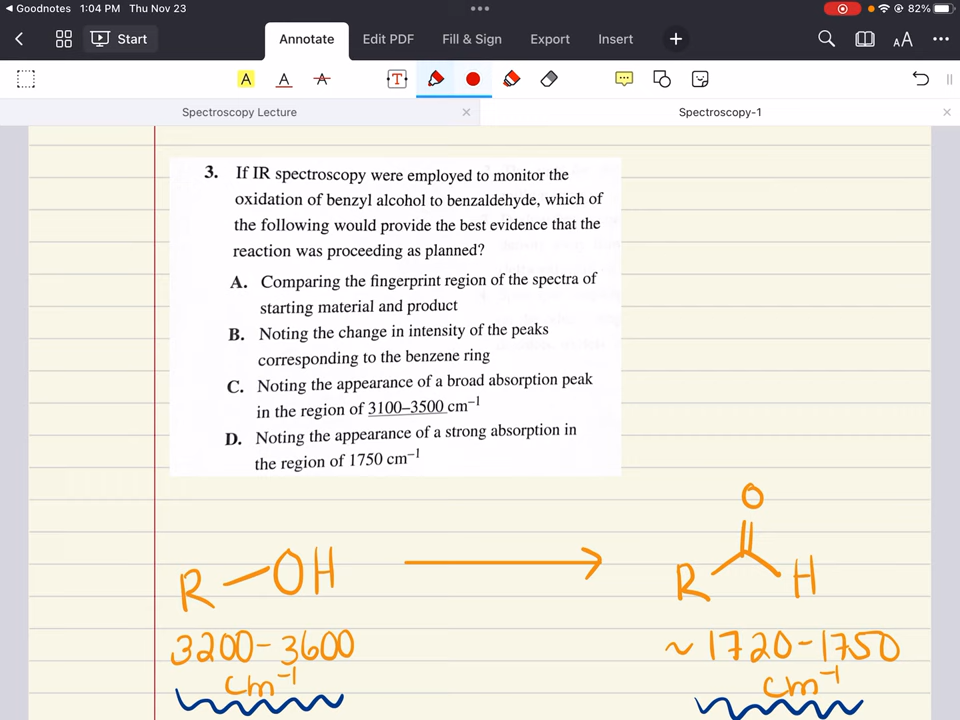 Goodnotes 1:04 PM Thu Nov 23 82%
Start Annotate Edit PDF Fill & Sign Export Insert
Spectroscopy Lecture Spectroscopy-1
3. If IR spectroscopy were employed to monitor the
oxidation of benzyl alcohol to benzaldehyde, which of
the following would provide the best evidence that the
reaction was proceeding as planned?
A. Comparing the fingerprint region of the spectra of
starting material and product
B. Noting the change in intensity of the peaks
corresponding to the benzene ring
C. Noting the appearance of a broad absorption peak
in the region of 3100–3500 cm⁻¹
D. Noting the appearance of a strong absorption in
the region of 1750 cm⁻¹
O
R–OH → R H
3200-3600 ~1720-1750
cm⁻¹ cm⁻¹